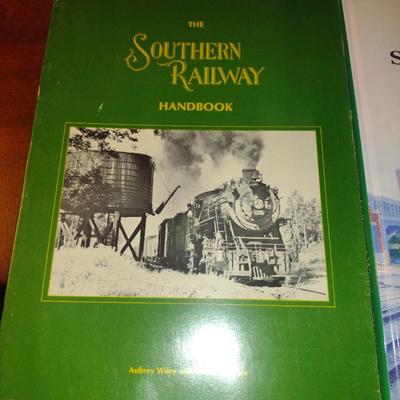 THE
SOUTHERN
RAILWAY
HANDBOOK
Aubrey Wiley
S